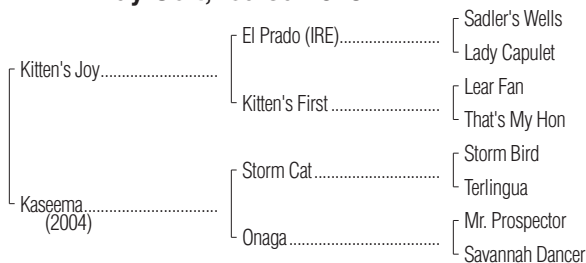 Sadler's Wells
El Prado (IRE)
Lady Capulet
Kitten's Joy
Lear Fan
Kitten's First
That's My Hon
Storm Bird
Storm Cat
Terlingua
Kaseema
(2004)
Mr. Prospector
Onaga
Savannah Dancer